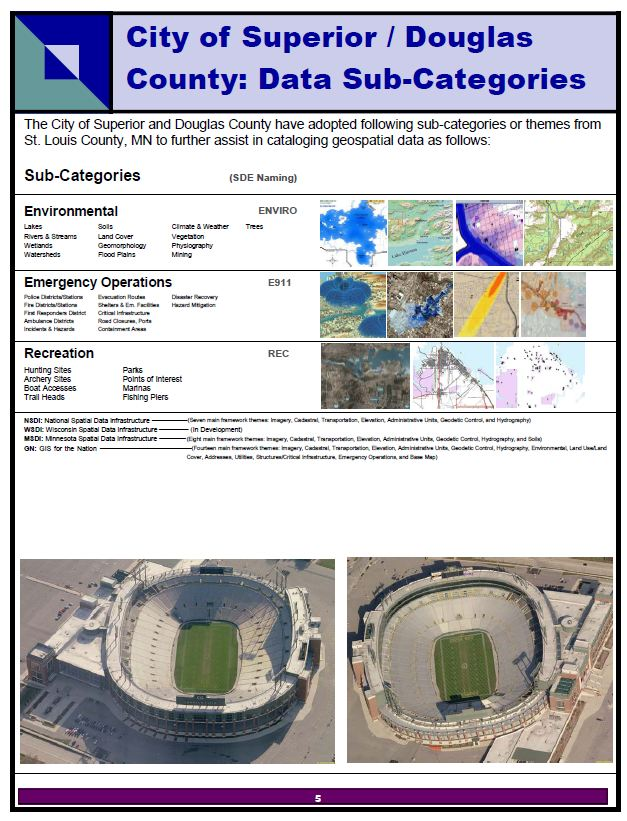 City of Superior / Douglas
County: Data Sub-Categories
The City of Superior and Douglas County have adopted following sub-categories or themes from
St. Louis County, MN to further assist in cataloging geospatial data as follows:
Sub-Categories (SDE Naming)
Environmental ENVIRO
Lakes Soils Climate & Weather Trees
Rivers & Streams Land Cover Vegetation
Wetlands Geomorphology Physiography
Watersheds Flood Plains Mining
Emergency Operations E911
Police Districts/Stations Evacuation Routes Disaster Recovery
Fire Districts/Stations Shelters & Em. Facilities Hazard Mitigation
First Responders District Critical Infrastructure
Ambulance Districts Road Closures, Ports
Incidents & Hazards Containment Areas
Recreation REC
Hunting Sites Parks
Archery Sites Points of Interest
Boat Accesses Marinas
Trail Heads Fishing Piers
NSDI: National Spatial Data Infrastructure (Seven main framework themes: Imagery, Cadastral, Transportation, Elevation, Administrative Units, Geodetic Control, and Hydrography)
WSDI: Wisconsin Spatial Data Infrastructure (In Development)
MSDI: Minnesota Spatial Data Infrastructure (Eight main framework themes: Imagery, Cadastral, Transportation, Elevation, Administrative Units, Geodetic Control, Hydrography, and Soils)
GN: GIS for the Nation (Fourteen main framework themes: Imagery, Cadastral, Transportation, Elevation, Administrative Units, Geodetic Control, Hydrography, Environmental, Land Use/Land
Cover, Addresses, Utilities, Structures/Critical Infrastructure, Emergency Operations, and Base Map)
5